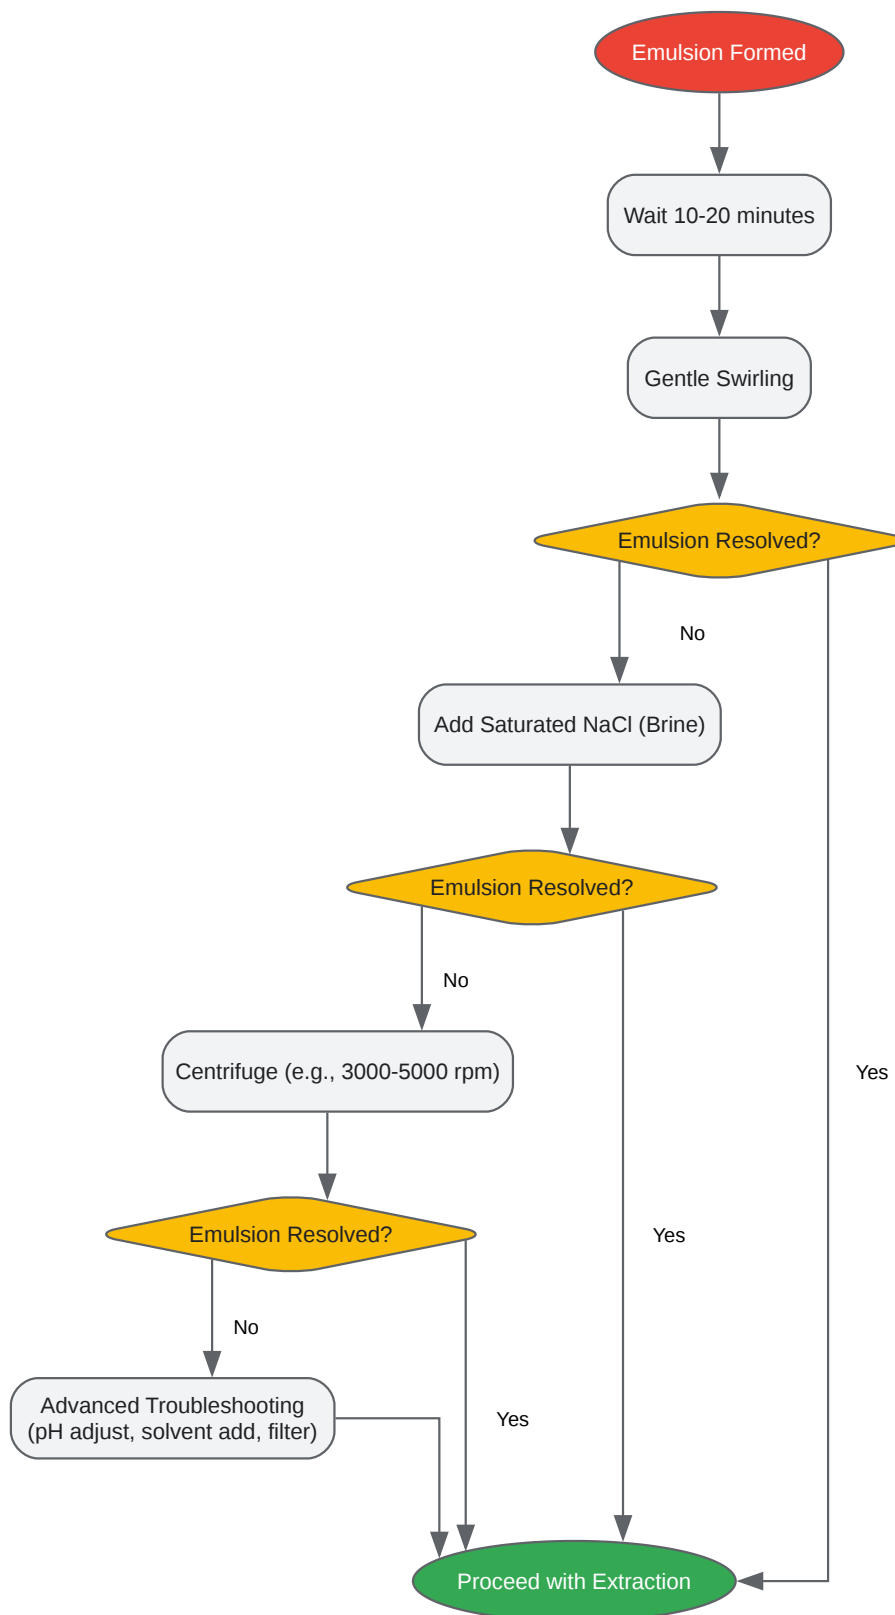 Emulsion Formed
Wait 10-20 minutes
Gentle Swirling
Emulsion Resolved?
No
Add Saturated NaCl (Brine)
Emulsion Resolved?
No
Centrifuge (e.g., 3000-5000 rpm)
Yes
Emulsion Resolved?
Yes
No
Advanced Troubleshooting
(pH adjust, solvent add, filter)
Yes
Proceed with Extraction